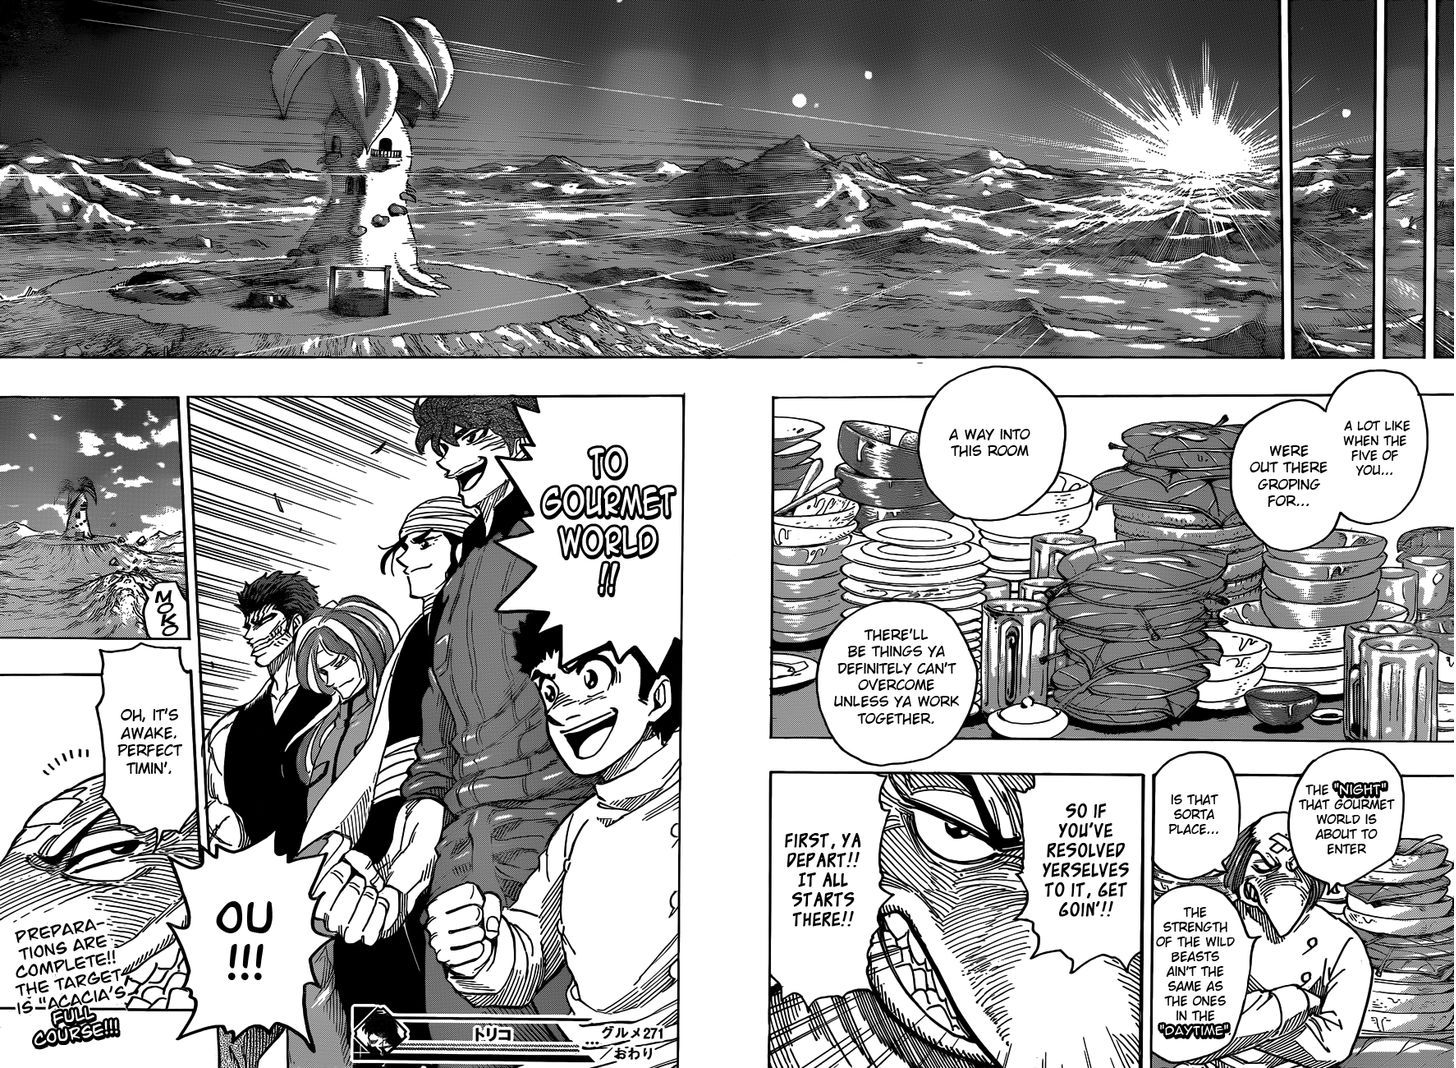 A LOT LIKE
WHEN THE
FIVE OF
YOU...
WERE
OUT THERE
GROPING
FOR...
A WAY INTO
THIS ROOM
THERE'LL
BE THINGS YA
DEFINITELY CAN'T
OVERCOME
UNLESS YA WORK
TOGETHER.
THE "NIGHT"
THAT GOURMET
WORLD IS
ABOUT TO
ENTER
IS THAT
SORTA
PLACE...
THE
STRENGTH
OF THE WILD
BEASTS
AIN'T THE
SAME AS
THE ONES
IN THE
"DAYTIME"
SO IF
YOU'VE
RESOLVED
YERSELVES
TO IT, GET
GOIN'!!
FIRST, YA
DEPART!!
IT ALL
STARTS
THERE!!
TO
GOURMET
WORLD
!!
OU
!!!
MOKO
OH, IT'S
AWAKE.
PERFECT
TIMIN'.
PREPARA-
TIONS ARE
COMPLETE!!
THE TARGET
IS "ACACIA'S
FULL
COURSE!!!
トリコ
グルメ271
...おわり